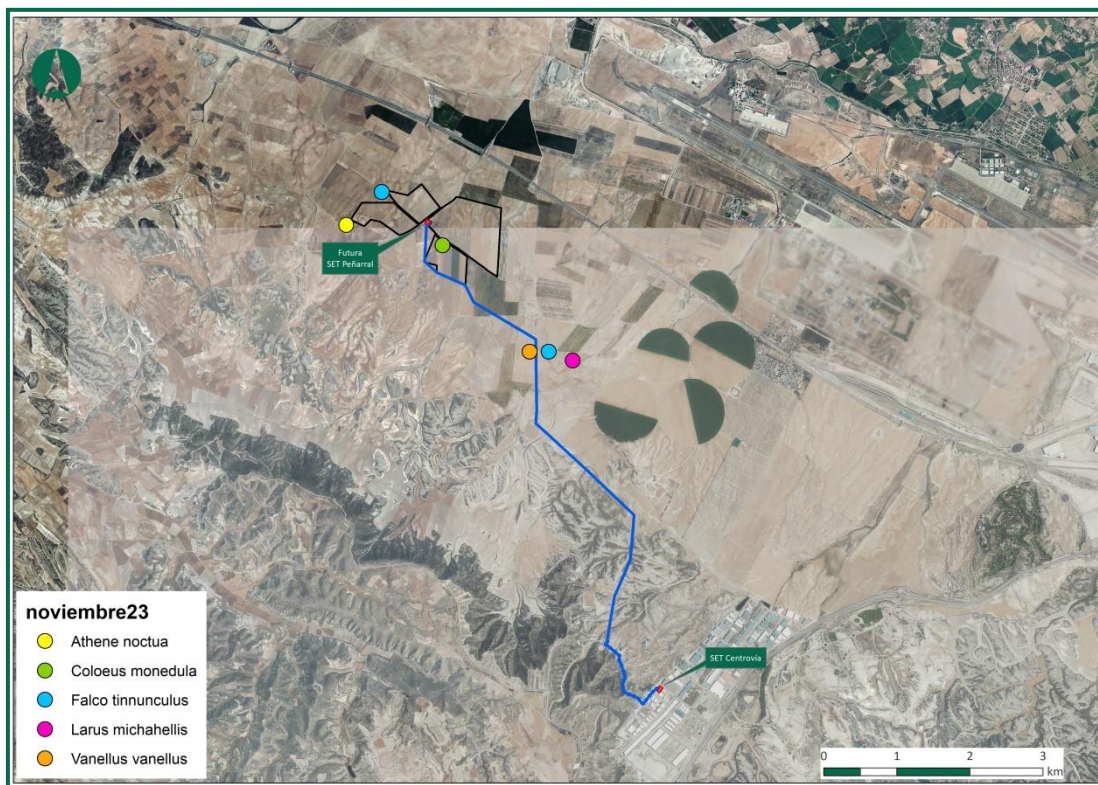 Futura
SET Peñarral
SET Centrovía
noviembre23
Athene noctua
Coloeus monedula
Falco tinnunculus
Larus michahellis
Vanellus vanellus
0 1 2 3
km